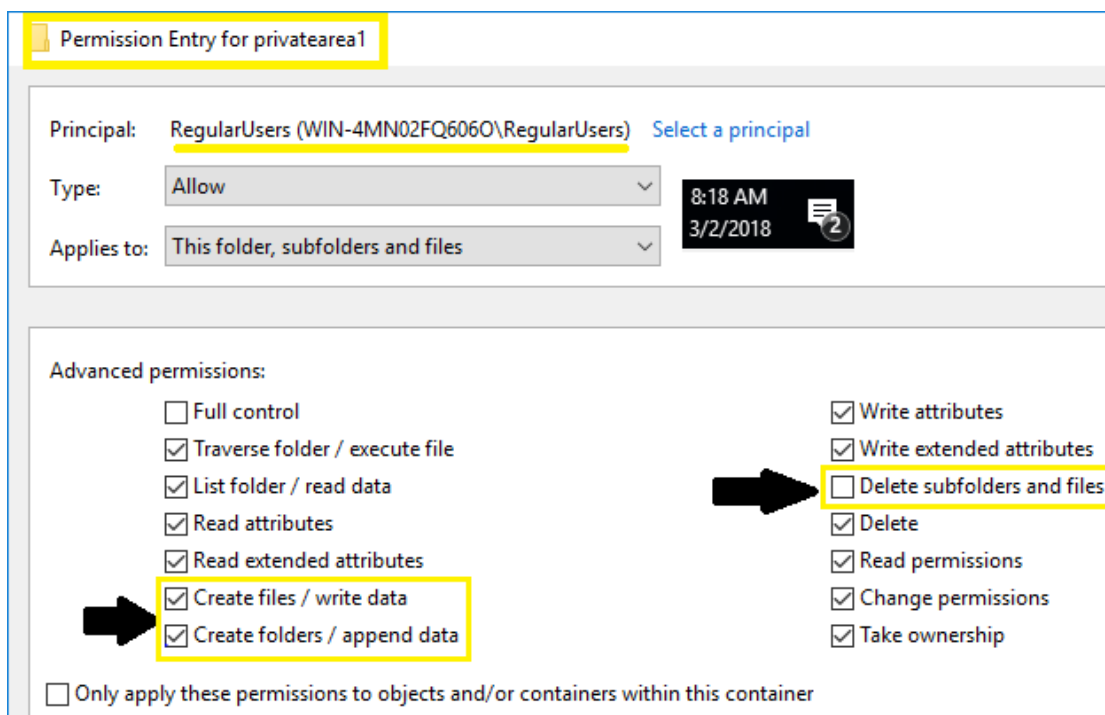 Permission Entry for privatearea1
Principal: RegularUsers (WIN-4MN02FQ606O\RegularUsers) Select a principal
Type: Allow
8:18 AM
3/2/2018
2
Applies to: This folder, subfolders and files
Advanced permissions:
Full control
Traverse folder / execute file
List folder / read data
Read attributes
Read extended attributes
Create files / write data
Create folders / append data
Write attributes
Write extended attributes
Delete subfolders and files
Delete
Read permissions
Change permissions
Take ownership
Only apply these permissions to objects and/or containers within this container